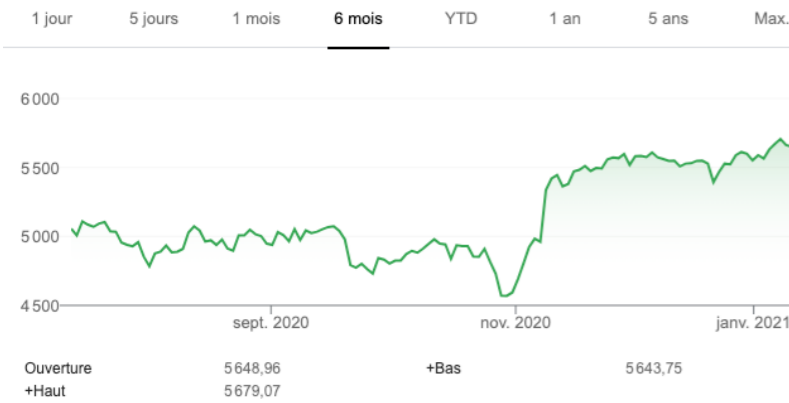 1 jour 5 jours 1 mois 6 mois YTD 1 an 5 ans Max.
6 000
5 500
5 000
4 500
sept. 2020 nov. 2020 janv. 2021
Ouverture 5 648,96 +Bas 5 643,75
+Haut 5 679,07